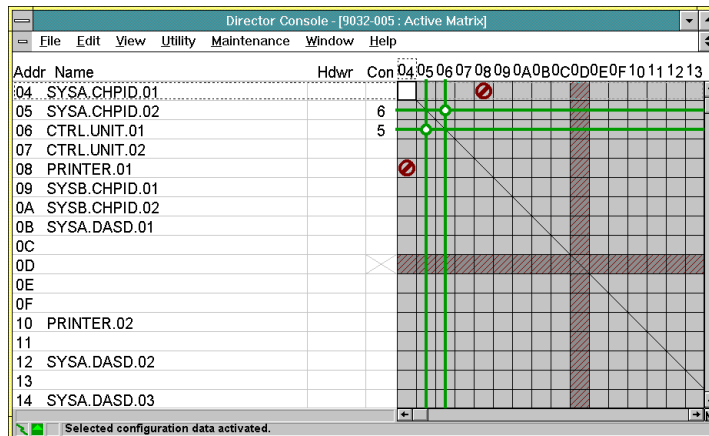 Director Console - [9032-005 : Active Matrix]
File Edit View Utility Maintenance Window Help
Addr Name Hdwr Con 04 05 06 07 08 09 0A 0B 0C 0D 0E 0F 10 11 12 13
04 SYSA.CHPID.01
05 SYSA.CHPID.02 6
06 CTRL.UNIT.01 5
07 CTRL.UNIT.02
08 PRINTER.01
09 SYSB.CHPID.01
0A SYSB.CHPID.02
0B SYSA.DASD.01
0C
0D
0E
0F
10 PRINTER.02
11
12 SYSA.DASD.02
13
14 SYSA.DASD.03
Selected configuration data activated.